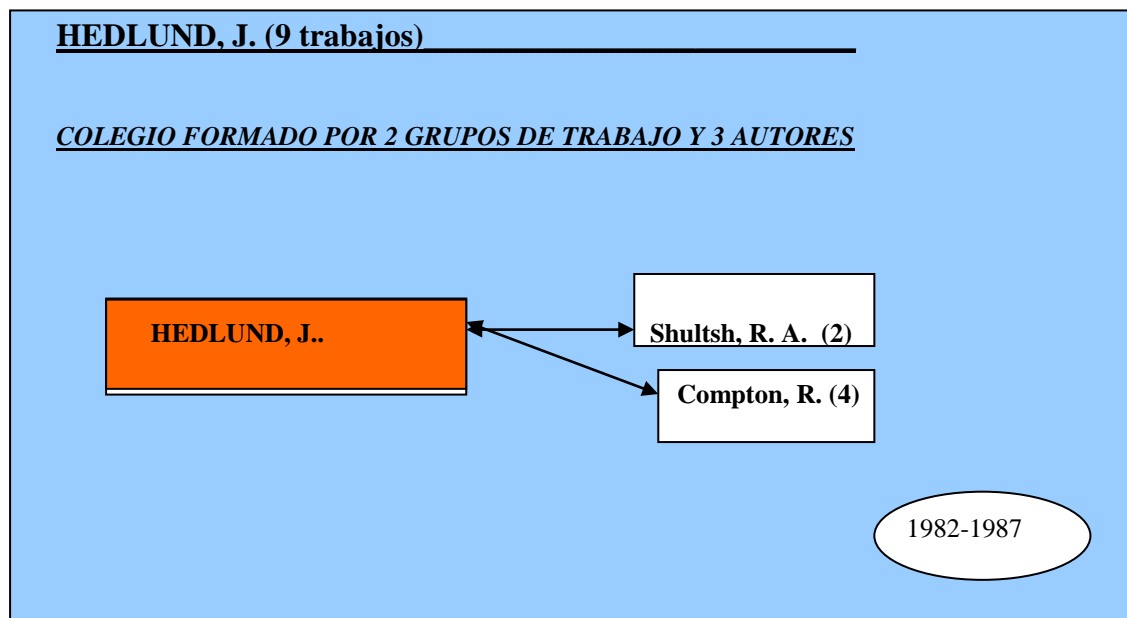 HEDLUND, J. (9 trabajos)
COLEGIO FORMADO POR 2 GRUPOS DE TRABAJO Y 3 AUTORES
HEDLUND, J..
Shultsh, R. A. (2)
Compton, R. (4)
1982-1987